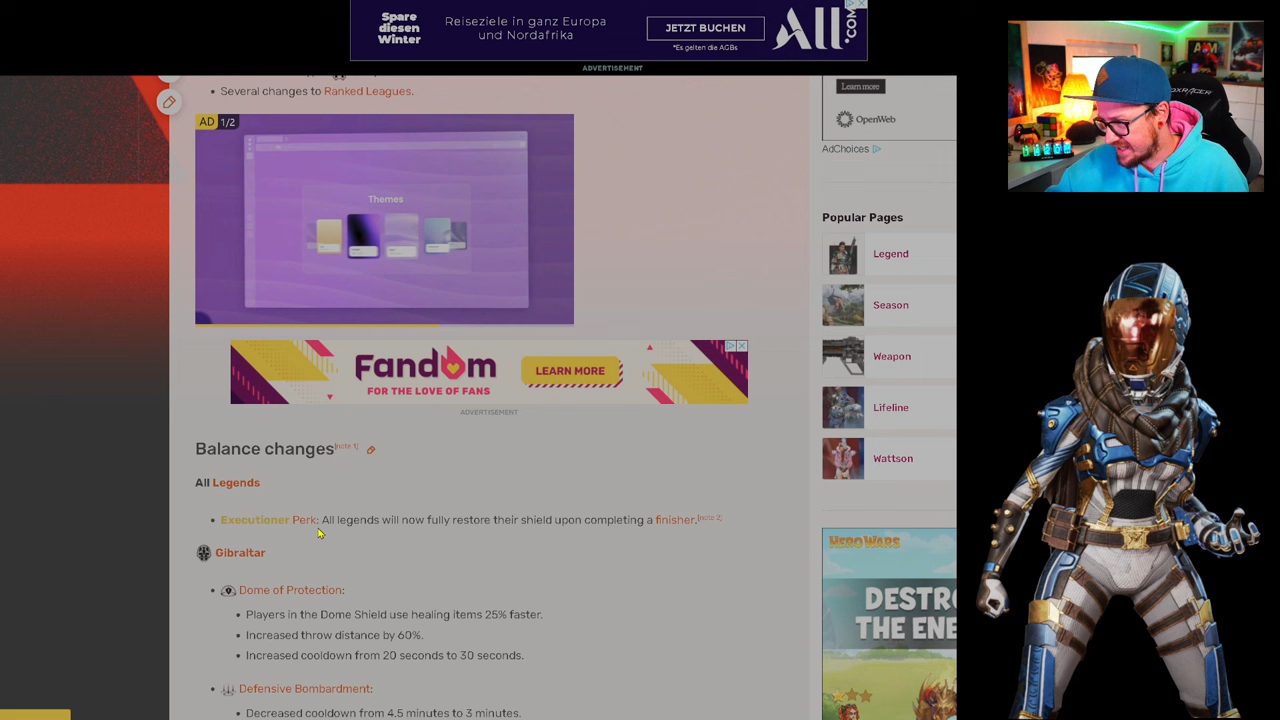 Spare
diesen
Winter
Reiseziele in ganz Europa
und Nordafrika
JETZT BUCHEN
*Es gelten die AGBs
ALL.COM
ADVERTISEMENT
Several changes to Ranked Leagues.
AD 1/2
Themes
Fandom
FOR THE LOVE OF FANS
LEARN MORE
ADVERTISEMENT
Balance changes[note 1]
All Legends
Executioner Perk: All legends will now fully restore their shield upon completing a finisher.[note 2]
Gibraltar
Dome of Protection:
Players in the Dome Shield use healing items 25% faster.
Increased throw distance by 60%.
Increased cooldown from 20 seconds to 30 seconds.
Defensive Bombardment:
Decreased cooldown from 4.5 minutes to 3 minutes.
Learn more
OpenWeb
AdChoices
Popular Pages
Legend
Season
Weapon
Lifeline
Wattson
HERO WARS
THE ENE